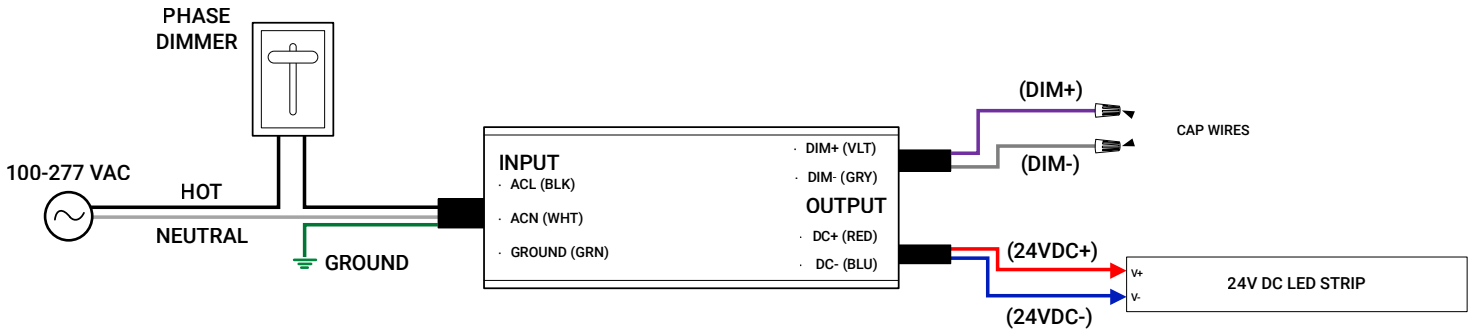 PHASE
DIMMER
100-277 VAC
HOT
NEUTRAL
GROUND
INPUT
· ACL (BLK)
· ACN (WHT)
· GROUND (GRN)
· DIM+ (VLT)
· DIM- (GRY)
OUTPUT
· DC+ (RED)
· DC- (BLU)
(DIM+)
(DIM-)
CAP WIRES
(24VDC+)
(24VDC-)
V+
V-
24V DC LED STRIP